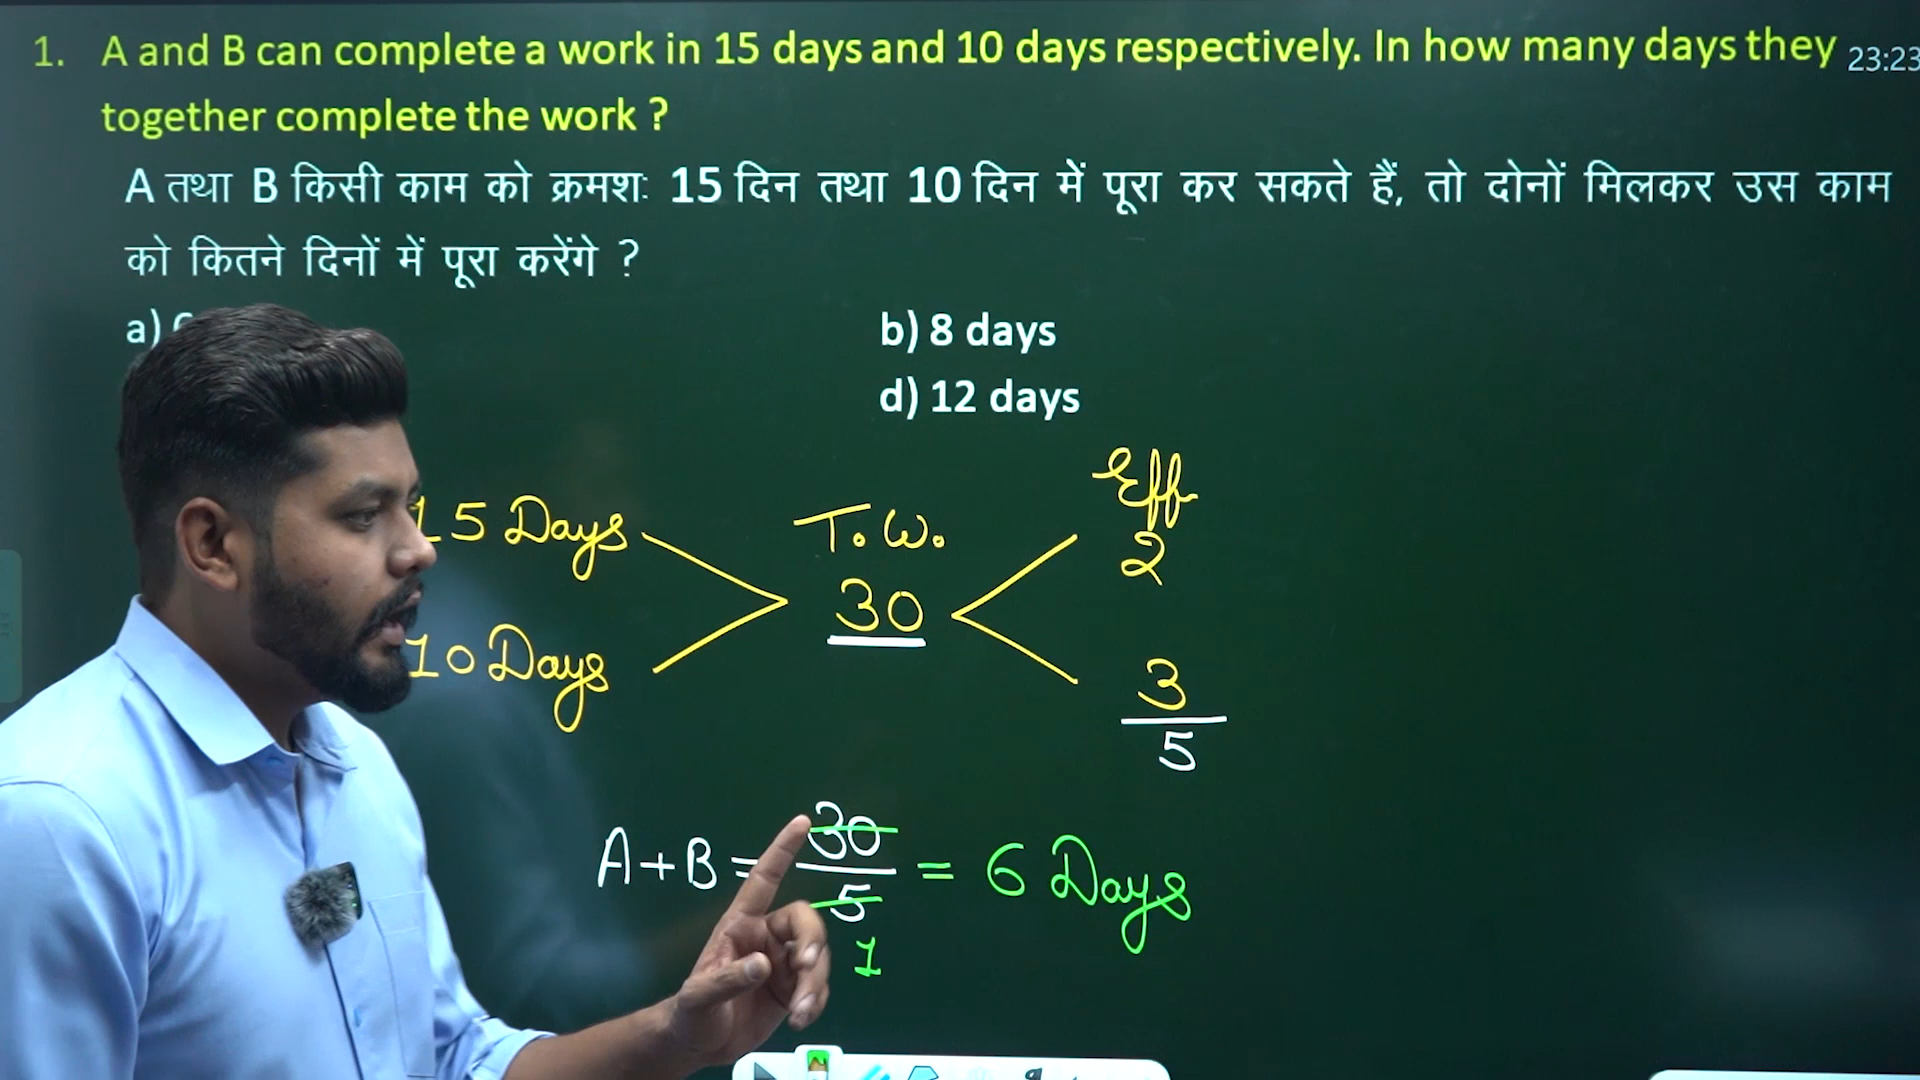 1. A and B can complete a work in 15 days and 10 days respectively. In how many days they
23:23
together complete the work ?
A तथा B किसी काम को क्रमशः 15 दिन तथा 10 दिन में पूरा कर सकते हैं, तो दोनों मिलकर उस काम
को कितने दिनों में पूरा करेंगे ?
a)
b) 8 days
d) 12 days
Eff
15 Days
T.W.
2
30
10 Days
3
5
A+B = 30/5 = 6 Days
1